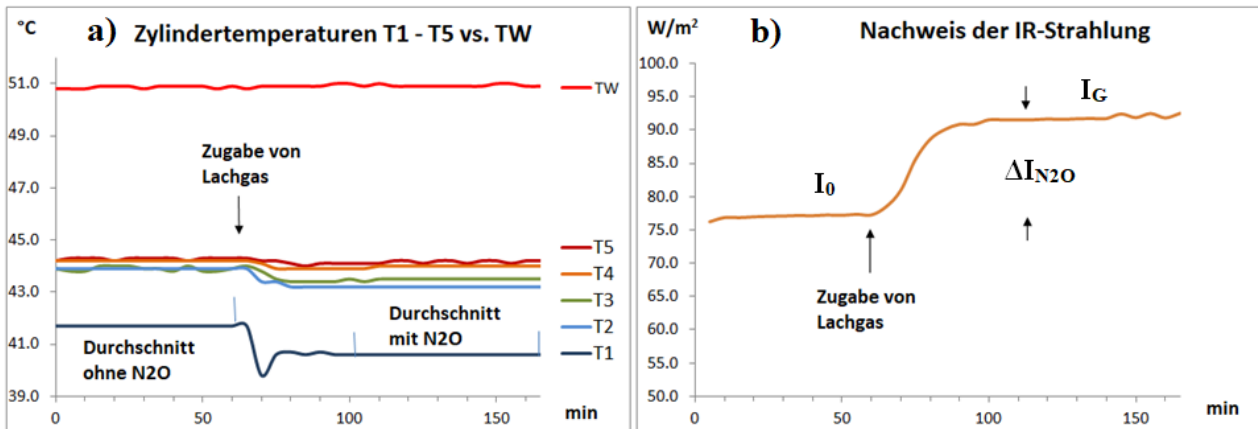 °C
a) Zylindertemperaturen T1 - T5 vs. TW
51.0
49.0
47.0
45.0
43.0
41.0
39.0
0
50
100
150
min
TW
Zugabe von
Lachgas
T5
T4
T3
T2
T1
Durchschnitt
ohne N2O
Durchschnitt
mit N2O
W/m²
b) Nachweis der IR-Strahlung
100.0
95.0
90.0
85.0
80.0
75.0
70.0
65.0
60.0
55.0
50.0
0
50
100
150
min
I₀
I_G
ΔI_N2O
Zugabe von
Lachgas